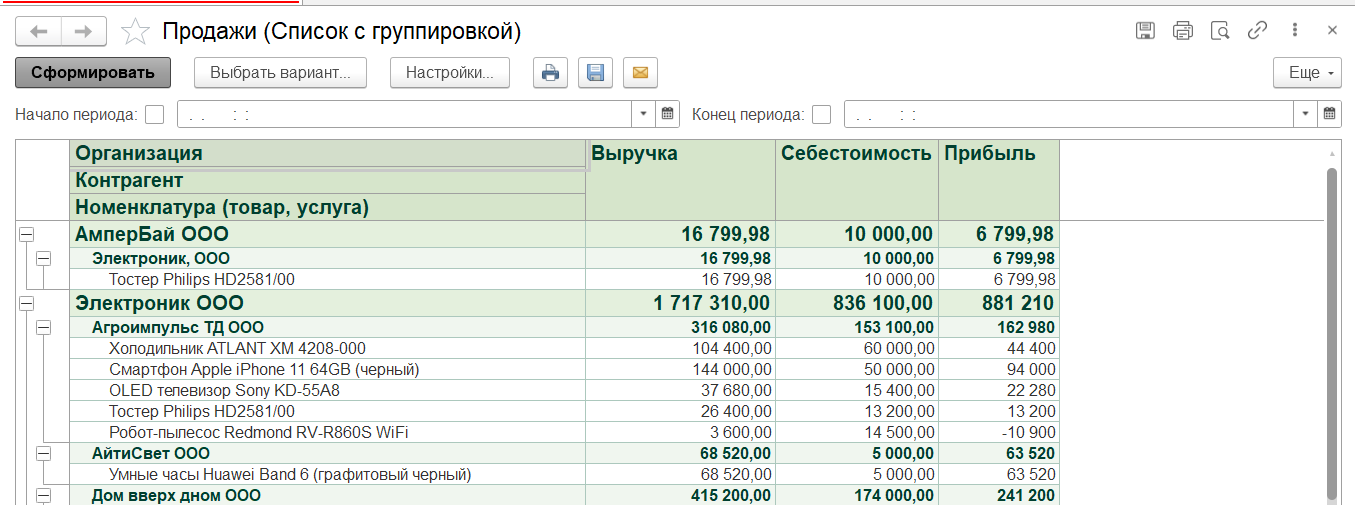 Продажи (Список с группировкой)
Сформировать Выбрать вариант... Настройки... Еще
Начало периода: . . : : Конец периода: . . : :
Организация Выручка Себестоимость Прибыль
Контрагент
Номенклатура (товар, услуга)
АмперБай ООО 16 799,98 10 000,00 6 799,98
Электроник, ООО 16 799,98 10 000,00 6 799,98
Тостер Philips HD2581/00 16 799,98 10 000,00 6 799,98
Электроник ООО 1 717 310,00 836 100,00 881 210
Агроимпульс ТД ООО 316 080,00 153 100,00 162 980
Холодильник ATLANT ХМ 4208-000 104 400,00 60 000,00 44 400
Смартфон Apple iPhone 11 64GB (черный) 144 000,00 50 000,00 94 000
OLED телевизор Sony KD-55A8 37 680,00 15 400,00 22 280
Тостер Philips HD2581/00 26 400,00 13 200,00 13 200
Робот-пылесос Redmond RV-R860S WiFi 3 600,00 14 500,00 -10 900
АйтиСвет ООО 68 520,00 5 000,00 63 520
Умные часы Huawei Band 6 (графитовый черный) 68 520,00 5 000,00 63 520
Дом вверх дном ООО 415 200,00 174 000,00 241 200